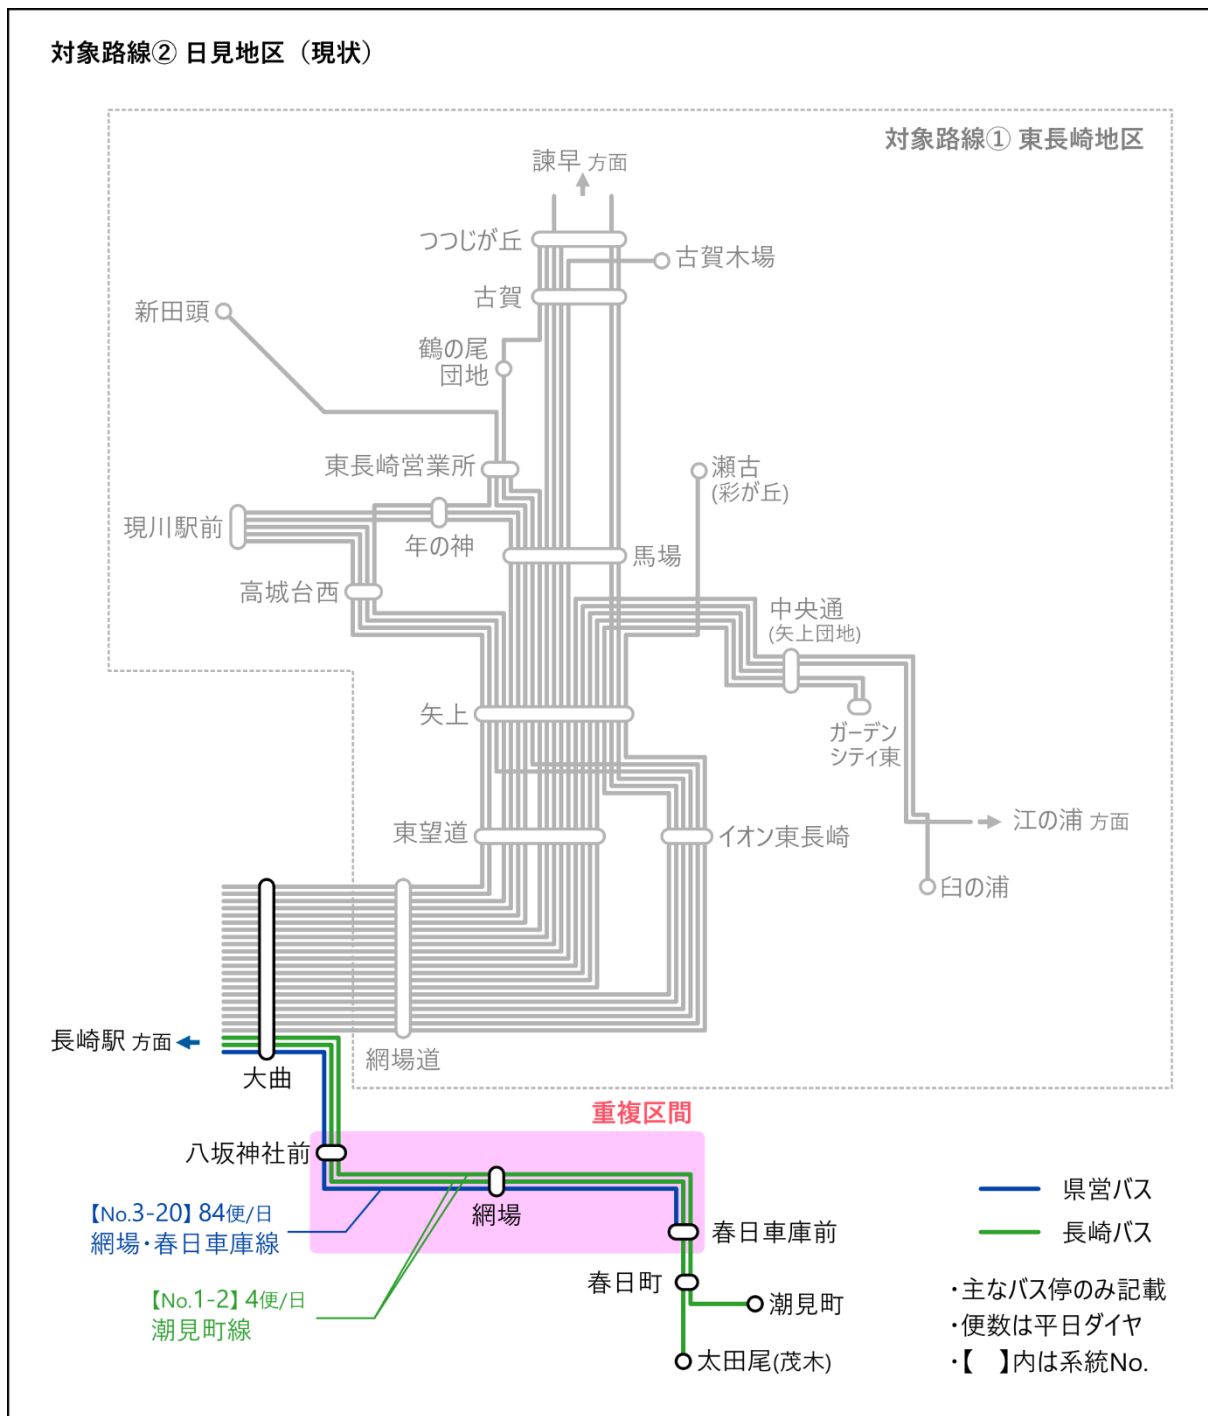 対象路線② 日見地区（現状）
対象路線① 東長崎地区
諫早 方面
つつじが丘
古賀木場
古賀
新田頭
鶴の尾
団地
東長崎営業所
瀬古
(彩が丘)
現川駅前
年の神
馬場
高城台西
中央通
(矢上団地)
矢上
ガーデン
シティ東
東望道
イオン東長崎
江の浦 方面
臼の浦
長崎駅 方面
網場道
大曲
重複区間
八坂神社前
【No.3-20】84便/日
網場・春日車庫線
網場
春日車庫前
県営バス
長崎バス
春日町
【No.1-2】4便/日
潮見町線
潮見町
太田尾(茂木)
・主なバス停のみ記載
・便数は平日ダイヤ
・【　】内は系統No.